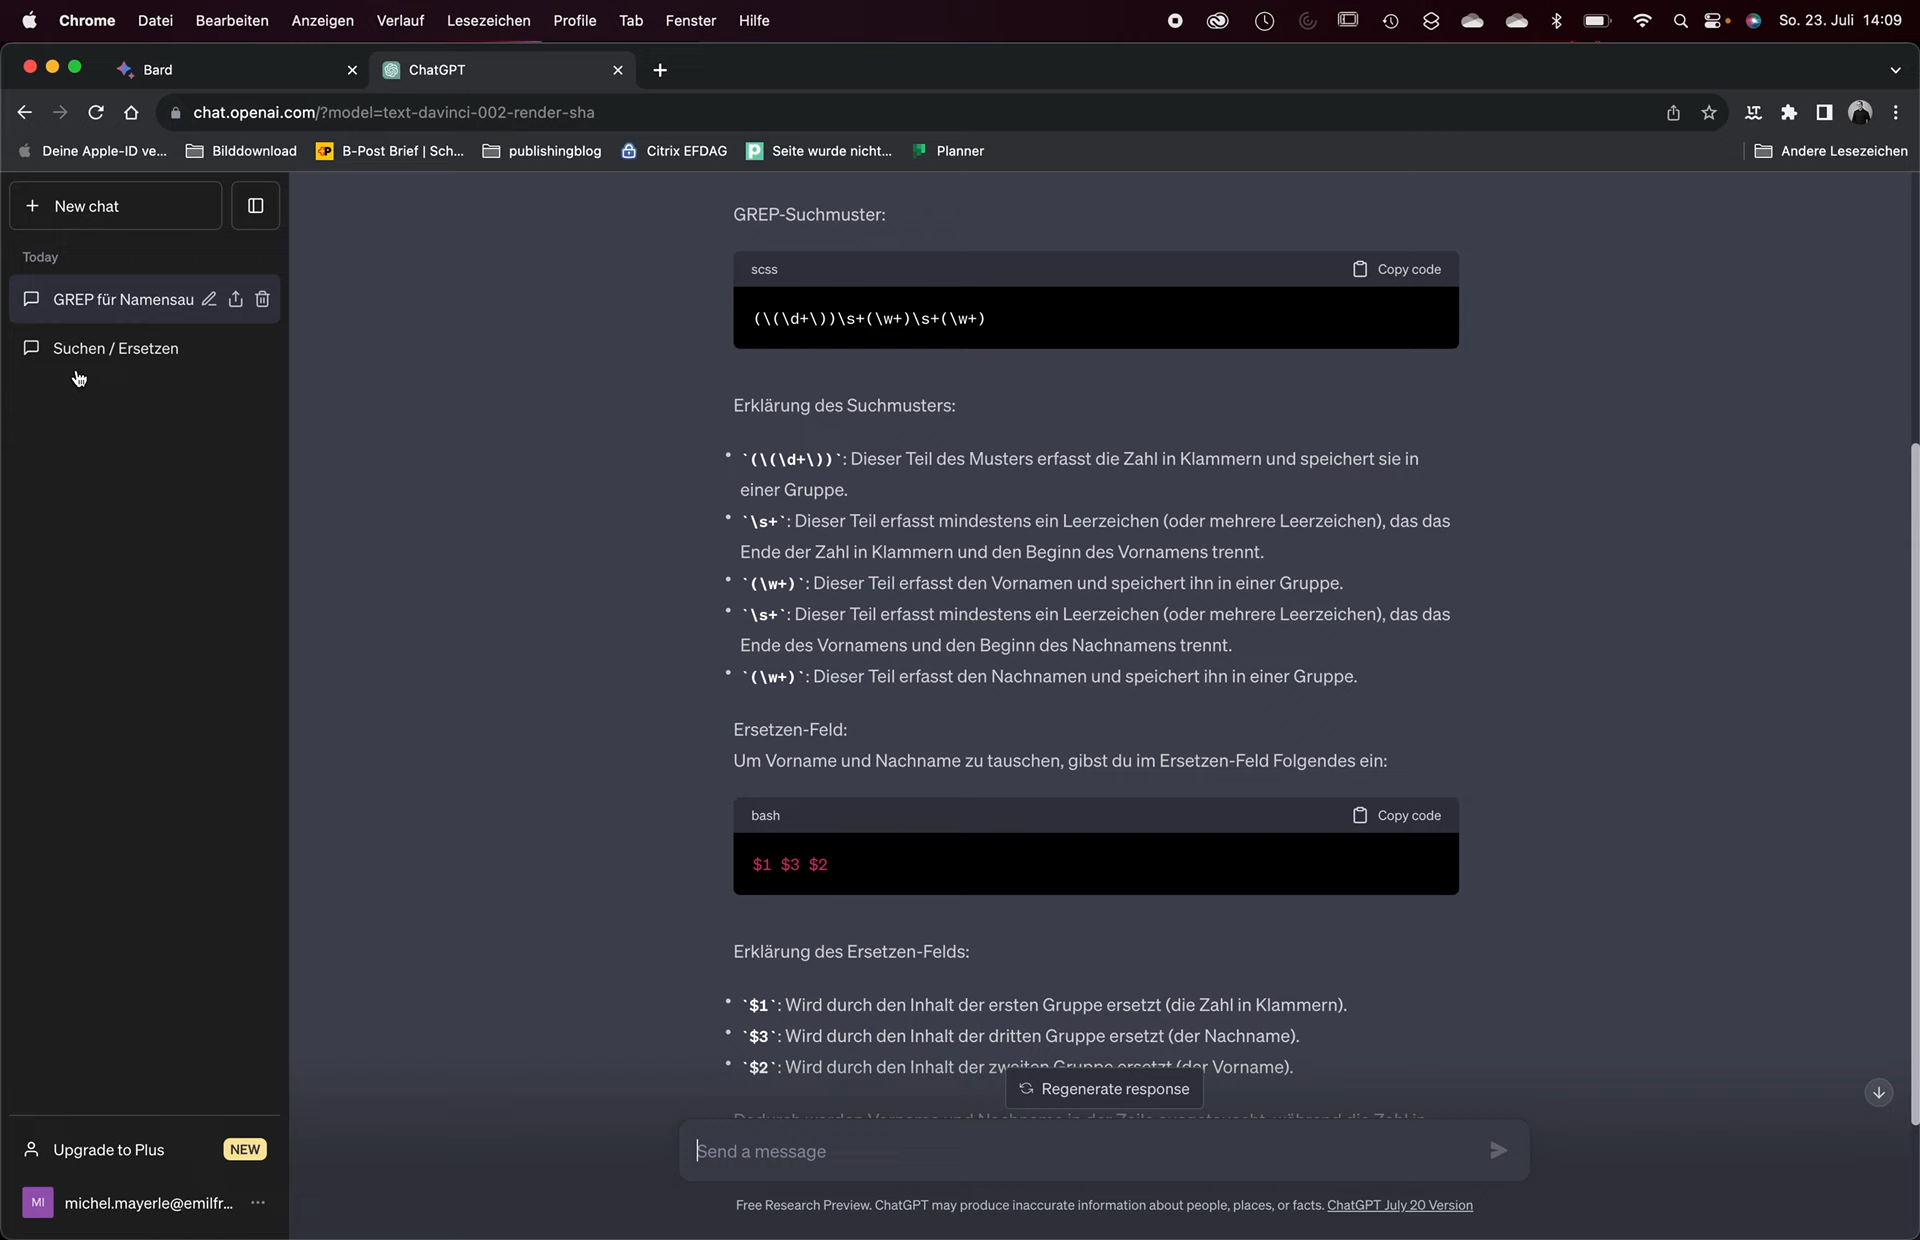 Chrome Datei Bearbeiten Anzeigen Verlauf Lesezeichen Profile Tab Fenster Hilfe So. 23. Juli 14:09
Bard ChatGPT
chat.openai.com/?model=text-davinci-002-render-sha
Deine Apple-ID ve... Bilddownload B-Post Brief | Sch... publishingblog Citrix EFDAG Seite wurde nicht... Planner Andere Lesezeichen
+ New chat
Today
GREP für Namensau
Suchen / Ersetzen
GREP-Suchmuster:
scss Copy code
(\(\d+\))\s+(\w+)\s+(\w+)
Erklärung des Suchmusters:
• `(\(\d+\))`: Dieser Teil des Musters erfasst die Zahl in Klammern und speichert sie in
einer Gruppe.
• `\s+`: Dieser Teil erfasst mindestens ein Leerzeichen (oder mehrere Leerzeichen), das das
Ende der Zahl in Klammern und den Beginn des Vornamens trennt.
• `(\w+)`: Dieser Teil erfasst den Vornamen und speichert ihn in einer Gruppe.
• `\s+`: Dieser Teil erfasst mindestens ein Leerzeichen (oder mehrere Leerzeichen), das das
Ende des Vornamens und den Beginn des Nachnamens trennt.
• `(\w+)`: Dieser Teil erfasst den Nachnamen und speichert ihn in einer Gruppe.
Ersetzen-Feld:
Um Vorname und Nachname zu tauschen, gibst du im Ersetzen-Feld Folgendes ein:
bash Copy code
$1 $3 $2
Erklärung des Ersetzen-Felds:
• `$1`: Wird durch den Inhalt der ersten Gruppe ersetzt (die Zahl in Klammern).
• `$3`: Wird durch den Inhalt der dritten Gruppe ersetzt (der Nachname).
• `$2`: Wird durch den Inhalt der zweiten Gruppe ersetzt (der Vorname).
Regenerate response
Send a message
Free Research Preview. ChatGPT may produce inaccurate information about people, places, or facts. ChatGPT July 20 Version
Upgrade to Plus NEW
MI michel.mayerle@emilfr...